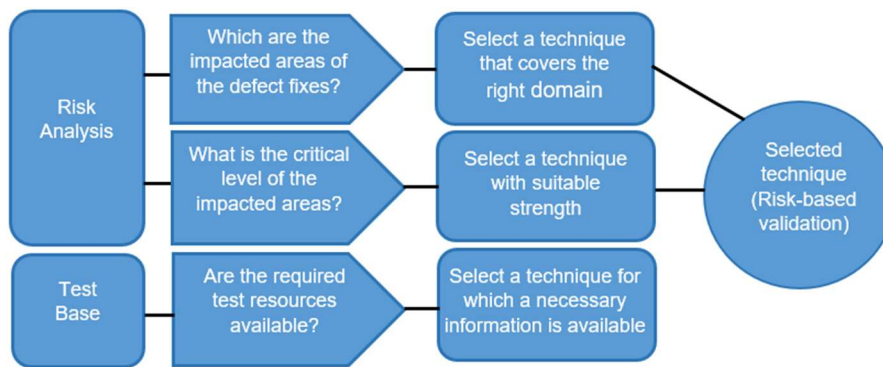 Risk
Analysis
Which are the
impacted areas of
the defect fixes?
Select a technique
that covers the
right domain
What is the critical
level of the
impacted areas?
Select a technique
with suitable
strength
Selected
technique
(Risk-based
validation)
Test
Base
Are the required
test resources
available?
Select a technique for
which a necessary
information is available